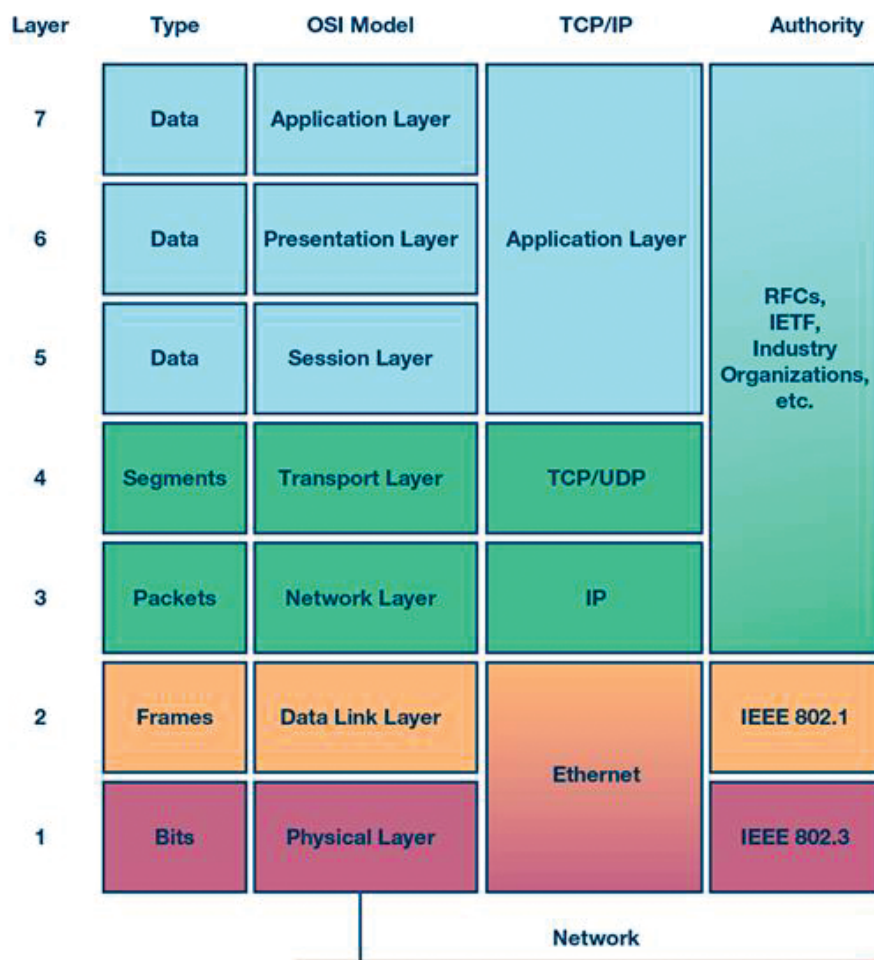 Layer Type OSI Model TCP/IP Authority
7 Data Application Layer
6 Data Presentation Layer Application Layer
RFCs,
IETF,
Industry
Organizations,
etc.
5 Data Session Layer
4 Segments Transport Layer TCP/UDP
3 Packets Network Layer IP
2 Frames Data Link Layer IEEE 802.1
Ethernet
1 Bits Physical Layer IEEE 802.3
Network